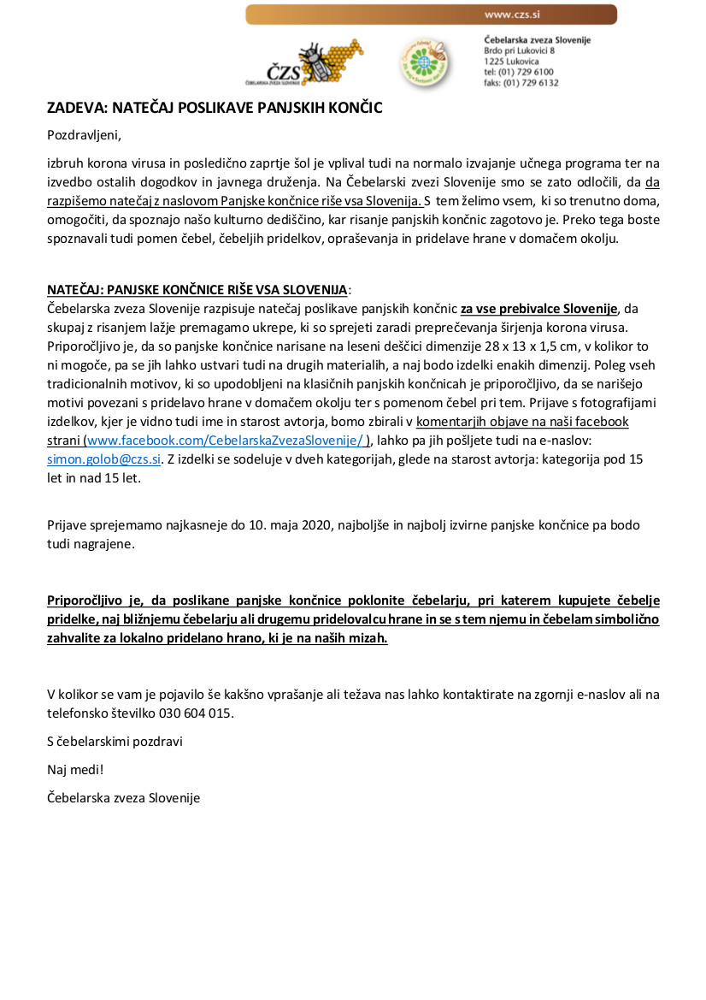 www.czs.si
ČZS
ČEBELARSKA ZVEZA SLOVENIJE
Čebelarska zveza Slovenije
Brdo pri Lukovici 8
1225 Lukovica
tel: (01) 729 6100
faks: (01) 729 6132
ZADEVA: NATEČAJ POSLIKAVE PANJSKIH KONČIC
Pozdravljeni,
izbruh korona virusa in posledično zaprtje šol je vplival tudi na normalo izvajanje učnega programa ter na
izvedbo ostalih dogodkov in javnega druženja. Na Čebelarski zvezi Slovenije smo se zato odločili, da da
razpišemo natečaj z naslovom Panjske končnice riše vsa Slovenija. S tem želimo vsem, ki so trenutno doma,
omogočiti, da spoznajo našo kulturno dediščino, kar risanje panjskih končnic zagotovo je. Preko tega boste
spoznavali tudi pomen čebel, čebeljih pridelkov, opraševanja in pridelave hrane v domačem okolju.
NATEČAJ: PANJSKE KONČNICE RIŠE VSA SLOVENIJA:
Čebelarska zveza Slovenije razpisuje natečaj poslikave panjskih končnic za vse prebivalce Slovenije, da
skupaj z risanjem lažje premagamo ukrepe, ki so sprejeti zaradi preprečevanja širjenja korona virusa.
Priporočljivo je, da so panjske končnice narisane na leseni deščici dimenzije 28 x 13 x 1,5 cm, v kolikor to
ni mogoče, pa se jih lahko ustvari tudi na drugih materialih, a naj bodo izdelki enakih dimenzij. Poleg vseh
tradicionalnih motivov, ki so upodobljeni na klasičnih panjskih končnicah je priporočljivo, da se narišejo
motivi povezani s pridelavo hrane v domačem okolju ter s pomenom čebel pri tem. Prijave s fotografijami
izdelkov, kjer je vidno tudi ime in starost avtorja, bomo zbirali v komentarjih objave na naši facebook
strani (www.facebook.com/CebelarskaZvezaSlovenije/ ), lahko pa jih pošljete tudi na e-naslov:
simon.golob@czs.si. Z izdelki se sodeluje v dveh kategorijah, glede na starost avtorja: kategorija pod 15
let in nad 15 let.
Prijave sprejemamo najkasneje do 10. maja 2020, najboljše in najbolj izvirne panjske končnice pa bodo
tudi nagrajene.
Priporočljivo je, da poslikane panjske končnice poklonite čebelarju, pri katerem kupujete čebelje
pridelke, naj bližnjemu čebelarju ali drugemu pridelovalcu hrane in se s tem njemu in čebelam simbolično
zahvalite za lokalno pridelano hrano, ki je na naših mizah.
V kolikor se vam je pojavilo še kakšno vprašanje ali težava nas lahko kontaktirate na zgornji e-naslov ali na
telefonsko številko 030 604 015.
S čebelarskimi pozdravi
Naj medi!
Čebelarska zveza Slovenije